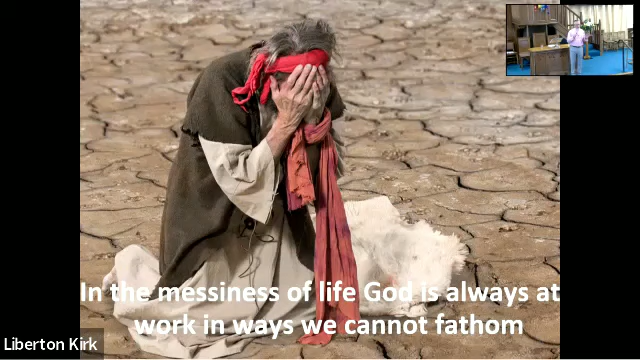 In the messiness of life God is always at
work in ways we cannot fathom
Liberton Kirk